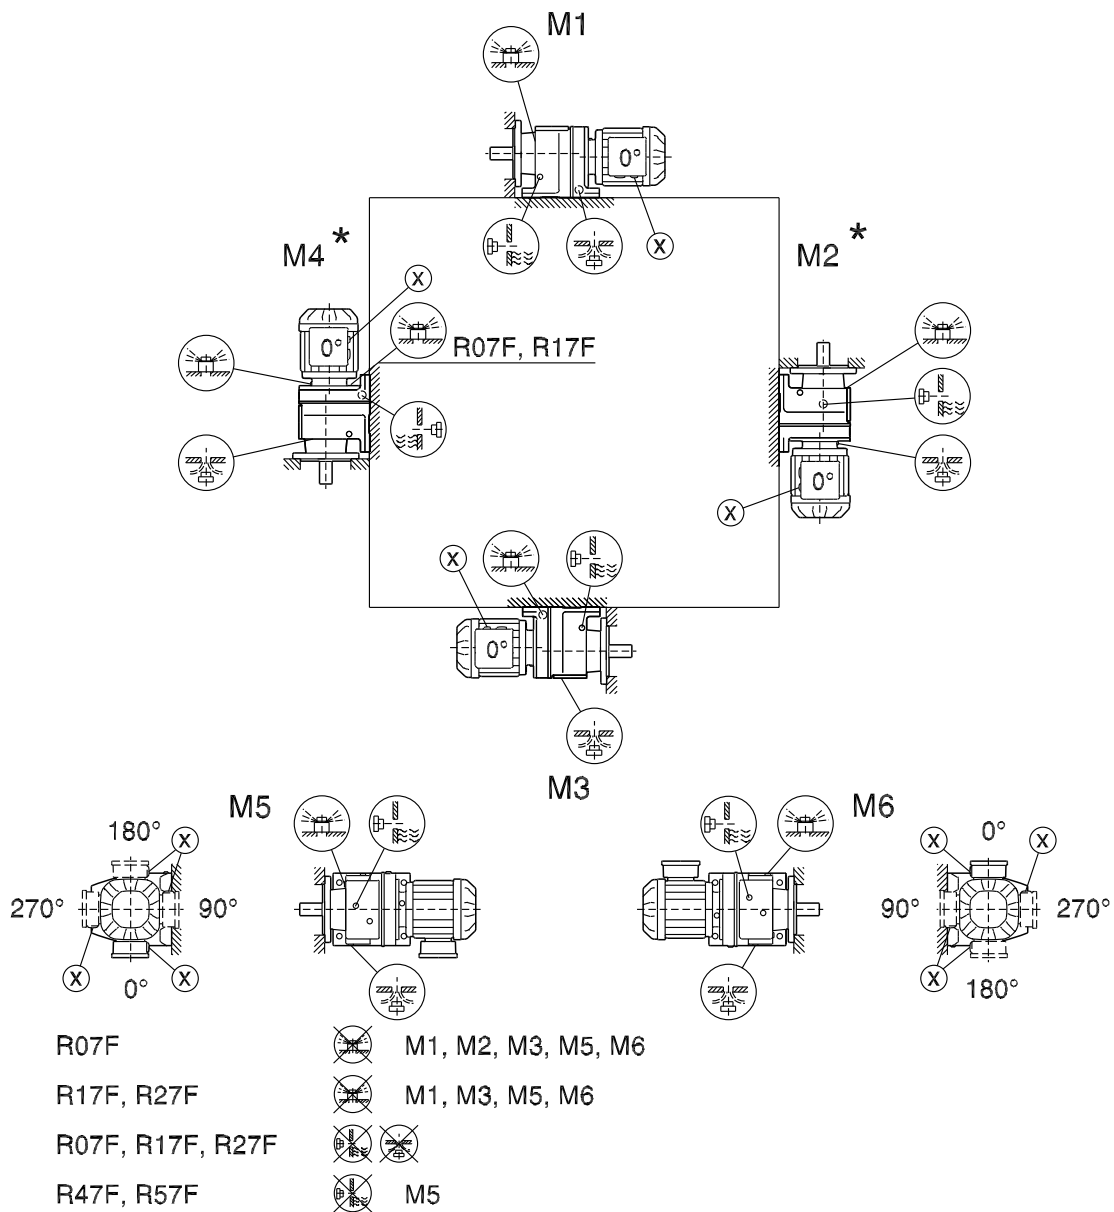 M1
0°
X
M4 *
M2 *
X
0°
R07F, R17F
0°
X
X
0°
M3
M5
M6
180°
X
270°
90°
X
0°
X
0°
X
X
90°
270°
X
180°
R07F M1, M2, M3, M5, M6
R17F, R27F M1, M3, M5, M6
R07F, R17F, R27F
R47F, R57F M5